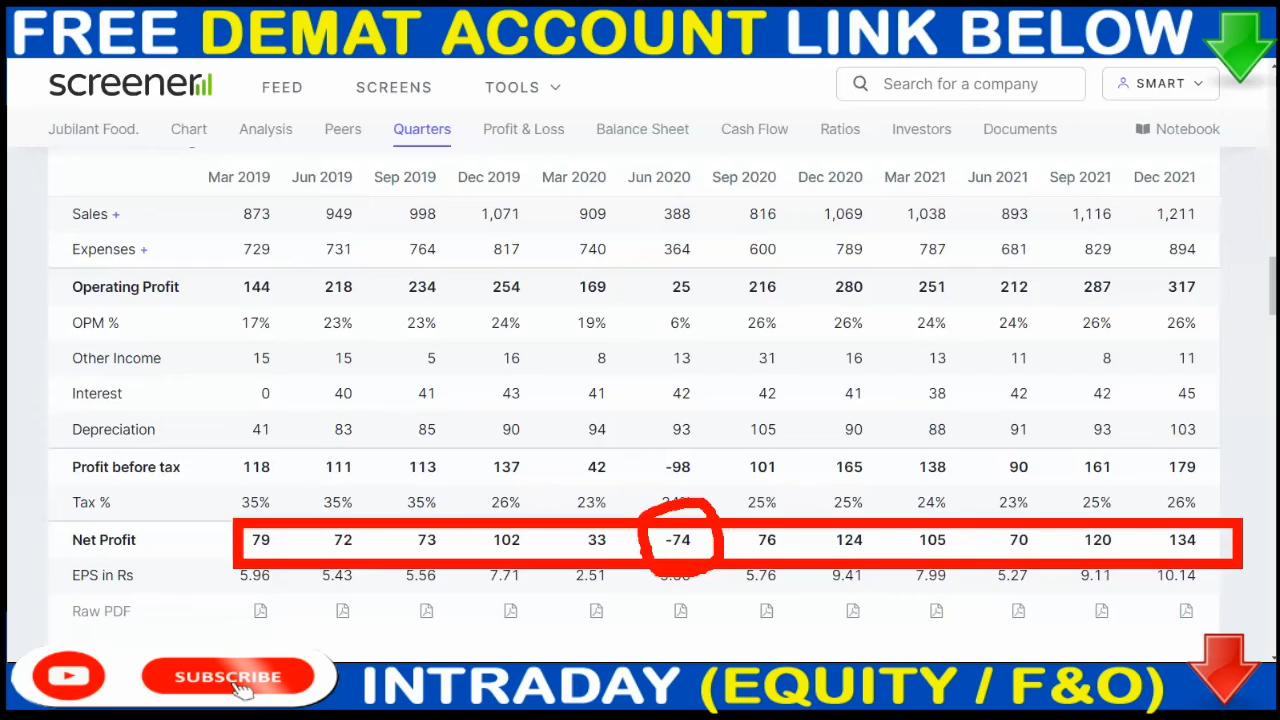 FREE DEMAT ACCOUNT LINK BELOW
screener FEED SCREENS TOOLS Search for a company SMART
Jubilant Food. Chart Analysis Peers Quarters Profit & Loss Balance Sheet Cash Flow Ratios Investors Documents Notebook
Mar 2019 Jun 2019 Sep 2019 Dec 2019 Mar 2020 Jun 2020 Sep 2020 Dec 2020 Mar 2021 Jun 2021 Sep 2021 Dec 2021
Sales + 873 949 998 1,071 909 388 816 1,069 1,038 893 1,116 1,211
Expenses + 729 731 764 817 740 364 600 789 787 681 829 894
Operating Profit 144 218 234 254 169 25 216 280 251 212 287 317
OPM % 17% 23% 23% 24% 19% 6% 26% 26% 24% 24% 26% 26%
Other Income 15 15 5 16 8 13 31 16 13 11 8 11
Interest 0 40 41 43 41 42 42 41 38 42 42 45
Depreciation 41 83 85 90 94 93 105 90 88 91 93 103
Profit before tax 118 111 113 137 42 -98 101 165 138 90 161 179
Tax % 35% 35% 35% 26% 23% 25% 25% 24% 23% 25% 26%
Net Profit 79 72 73 102 33 -74 76 124 105 70 120 134
EPS in Rs 5.96 5.43 5.56 7.71 2.51 5.76 9.41 7.99 5.27 9.11 10.14
Raw PDF
SUBSCRIBE
INTRADAY (EQUITY / F&O)